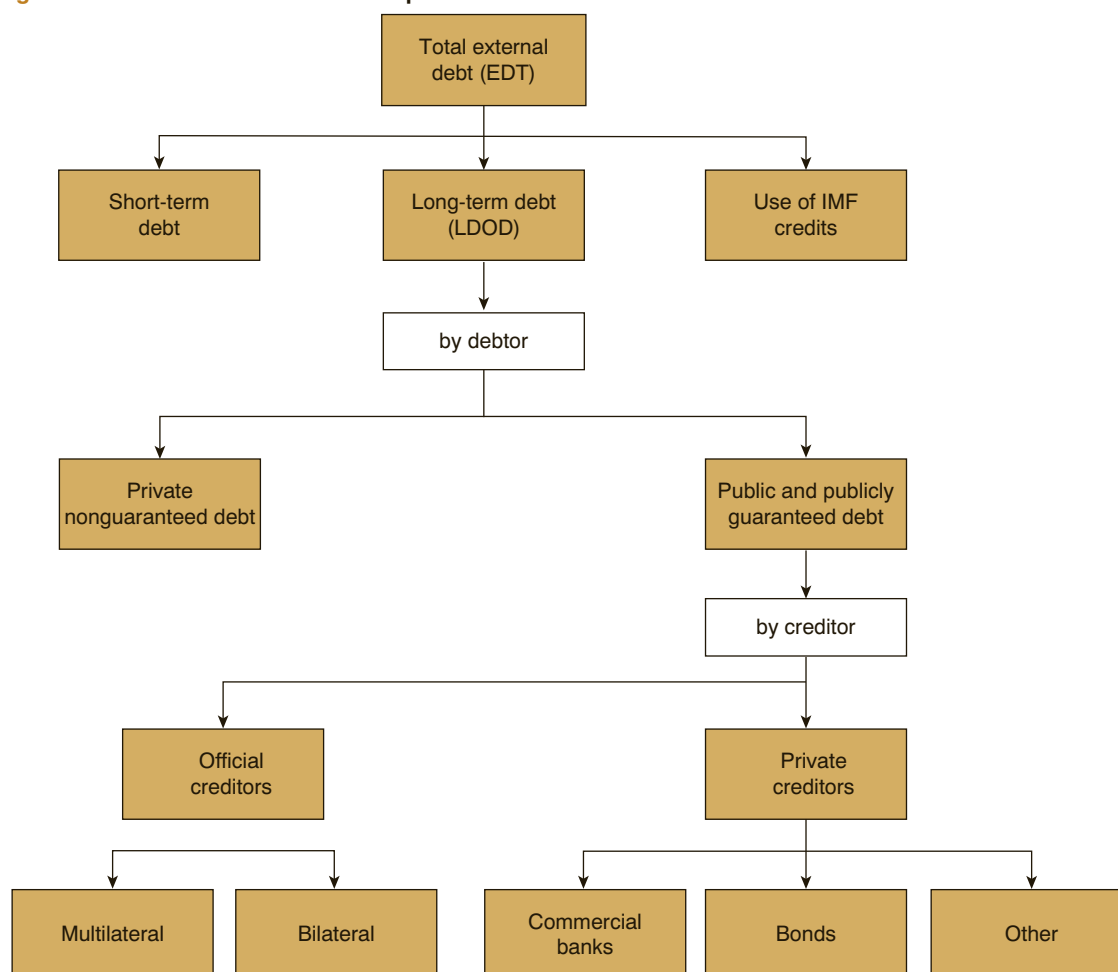 Total external
debt (EDT)
Short-term
debt
Long-term debt
(LDOD)
Use of IMF
credits
by debtor
Private
nonguaranteed debt
Public and publicly
guaranteed debt
by creditor
Official
creditors
Private
creditors
Multilateral
Bilateral
Commercial
banks
Bonds
Other